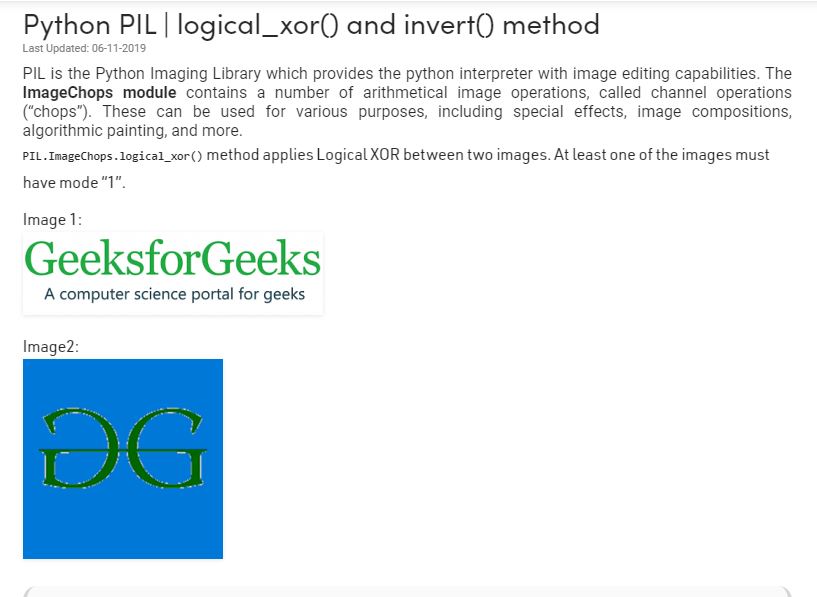 Python PIL | logical_xor() and invert() method
Last Updated: 06-11-2019
PIL is the Python Imaging Library which provides the python interpreter with image editing capabilities. The
ImageChops module contains a number of arithmetical image operations, called channel operations
(“chops”). These can be used for various purposes, including special effects, image compositions,
algorithmic painting, and more.
PIL.ImageChops.logical_xor() method applies Logical XOR between two images. At least one of the images must
have mode “1”.
Image 1:
GeeksforGeeks
A computer science portal for geeks
Image2:
GG